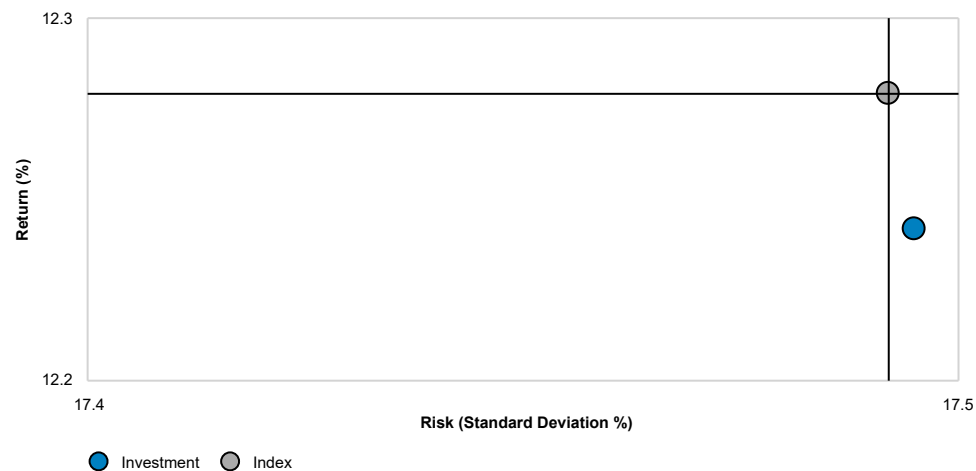 12.3
Return (%)
12.2
17.4
17.5
Risk (Standard Deviation %)
Investment
Index